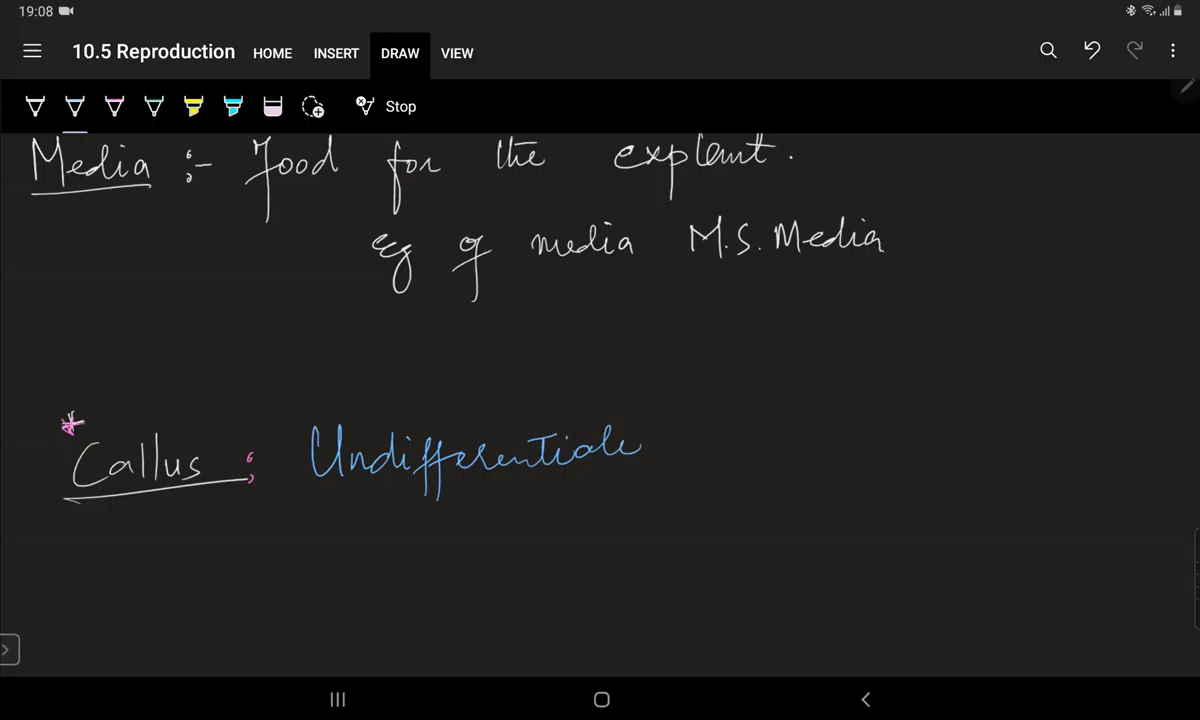 19:08
10.5 Reproduction HOME INSERT DRAW VIEW
Stop
Media :- Food for the explant.
Eg of media M.S. Media
* Callus : Undifferentiate